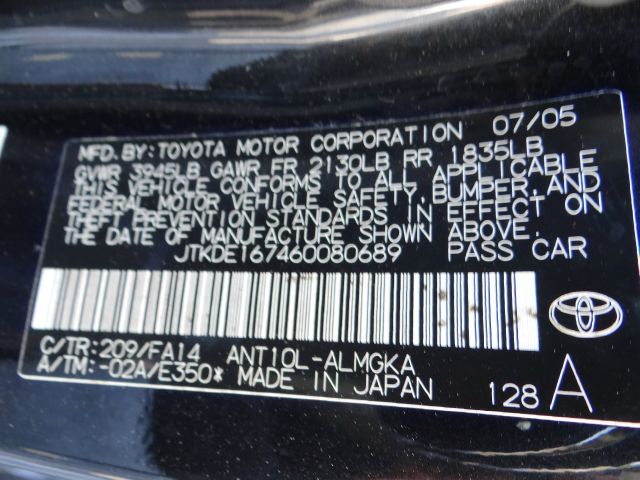 MFD. BY: TOYOTA MOTOR CORPORATION 07/05
GVWR 3945LB GAWR FR 2130LB RR 1835LB
THIS VEHICLE CONFORMS TO ALL APPLICABLE
FEDERAL MOTOR VEHICLE SAFETY, BUMPER, AND
THEFT PREVENTION STANDARDS IN EFFECT ON
THE DATE OF MANUFACTURE SHOWN ABOVE.
JTKDE167460080689 PASS CAR
C/TR: 209/FA14 ANT10L-ALMGKA
A/TM: -02A/E350* MADE IN JAPAN 128 A